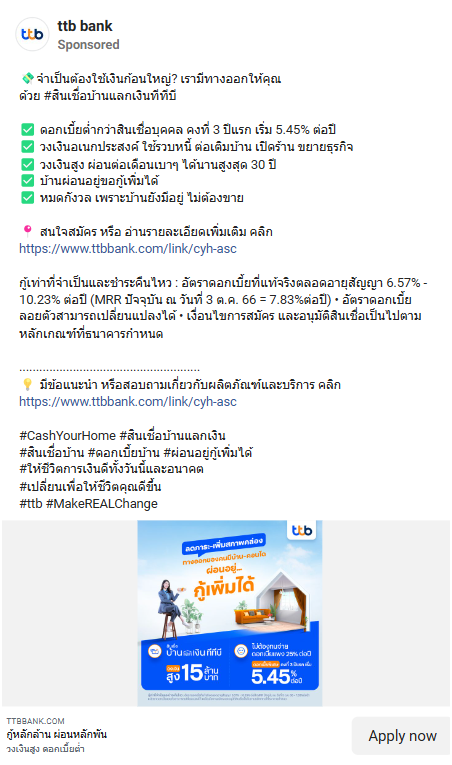 ttb
ttb bank
Sponsored
💸 จำเป็นต้องใช้เงินก้อนใหญ่? เรามีทางออกให้คุณ
ด้วย #สินเชื่อบ้านแลกเงินทีทีบี
✅ ดอกเบี้ยต่ำกว่าสินเชื่อบุคคล คงที่ 3 ปีแรก เริ่ม 5.45% ต่อปี
✅ วงเงินอเนกประสงค์ ใช้รวบหนี้ ต่อเติมบ้าน เปิดร้าน ขยายธุรกิจ
✅ วงเงินสูง ผ่อนต่อเดือนเบาๆ ได้นานสูงสุด 30 ปี
✅ บ้านผ่อนอยู่ขอกู้เพิ่มได้
✅ หมดกังวล เพราะบ้านยังมีอยู่ ไม่ต้องขาย
📍 สนใจสมัคร หรือ อ่านรายละเอียดเพิ่มเติม คลิก
https://www.ttbbank.com/link/cyh-asc
กู้เท่าที่จำเป็นและชำระคืนไหว : อัตราดอกเบี้ยที่แท้จริงตลอดอายุสัญญา 6.57% -
10.23% ต่อปี (MRR ปัจจุบัน ณ วันที่ 3 ต.ค. 66 = 7.83%ต่อปี) • อัตราดอกเบี้ย
ลอยตัวสามารถเปลี่ยนแปลงได้ • เงื่อนไขการสมัคร และอนุมัติสินเชื่อเป็นไปตาม
หลักเกณฑ์ที่ธนาคารกำหนด
......................................................
💡 มีข้อแนะนำ หรือสอบถามเกี่ยวกับผลิตภัณฑ์และบริการ คลิก
https://www.ttbbank.com/link/cyh-asc
#CashYourHome #สินเชื่อบ้านแลกเงิน
#สินเชื่อบ้าน #ดอกเบี้ยบ้าน #ผ่อนอยู่กู้เพิ่มได้
#ให้ชีวิตการเงินดีทั้งวันนี้และอนาคต
#เปลี่ยนเพื่อให้ชีวิตคุณดีขึ้น
#ttb #MakeREALChange
ttb
ลดภาระ-เพิ่มสภาพคล่อง
ทางออกของคนมีบ้าน-คอนโด
ผ่อนอยู่...
กู้เพิ่มได้
สินเชื่อ
บ้านแลกเงิน ทีทีบี
วงเงิน
สูง 15 ล้าน
บาท
ไม่ต้องทนจ่าย
ดอกเบี้ยแพง 25% ต่อปี
5.45% ต่อปี
TTBBANK.COM
กู้หลักล้าน ผ่อนหลักพัน
วงเงินสูง ดอกเบี้ยต่ำ
Apply now